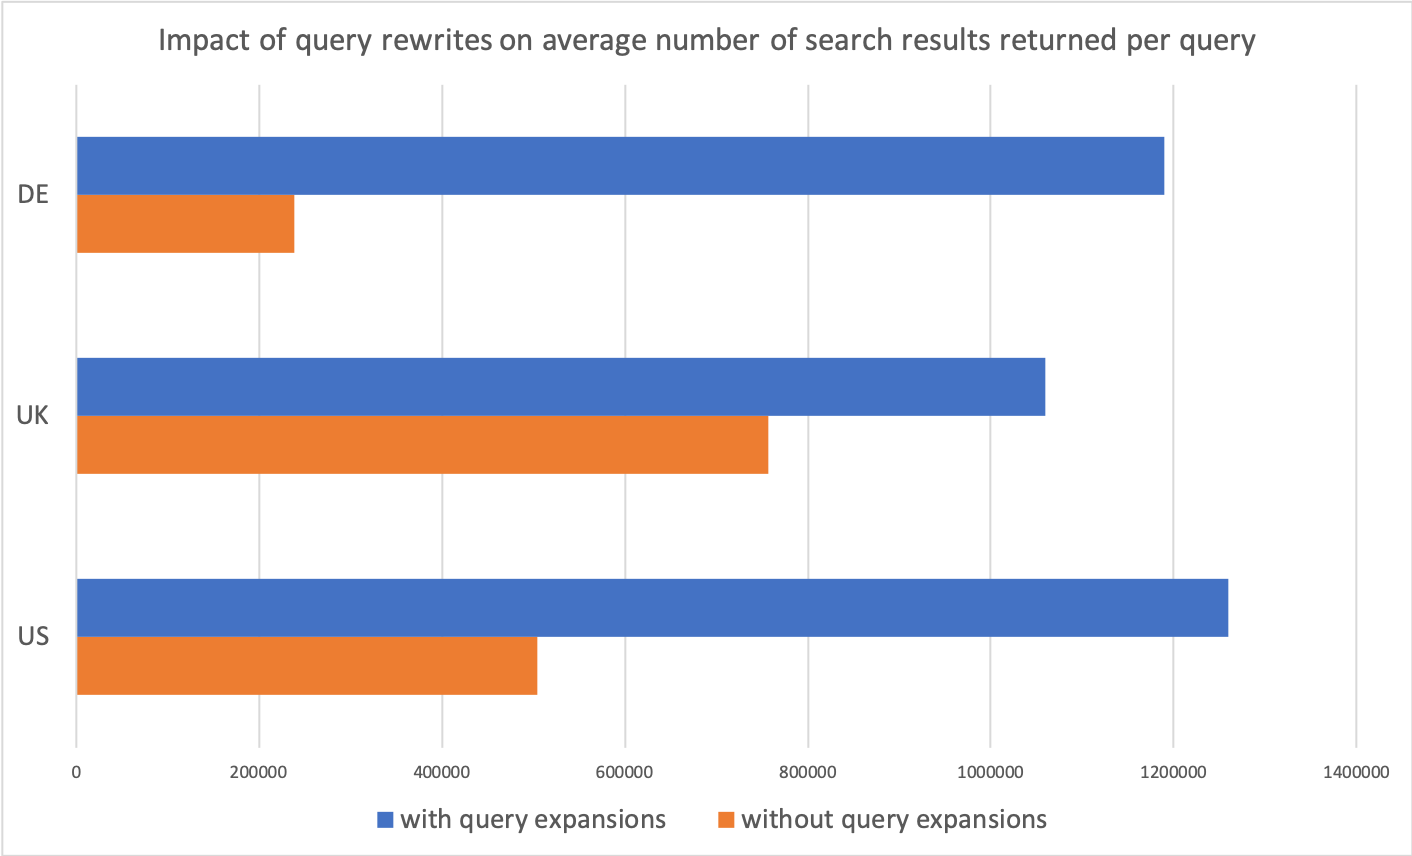 Impact of query rewrites on average number of search results returned per query
DE
UK
US
0 200000 400000 600000 800000 1000000 1200000 1400000
with query expansions without query expansions